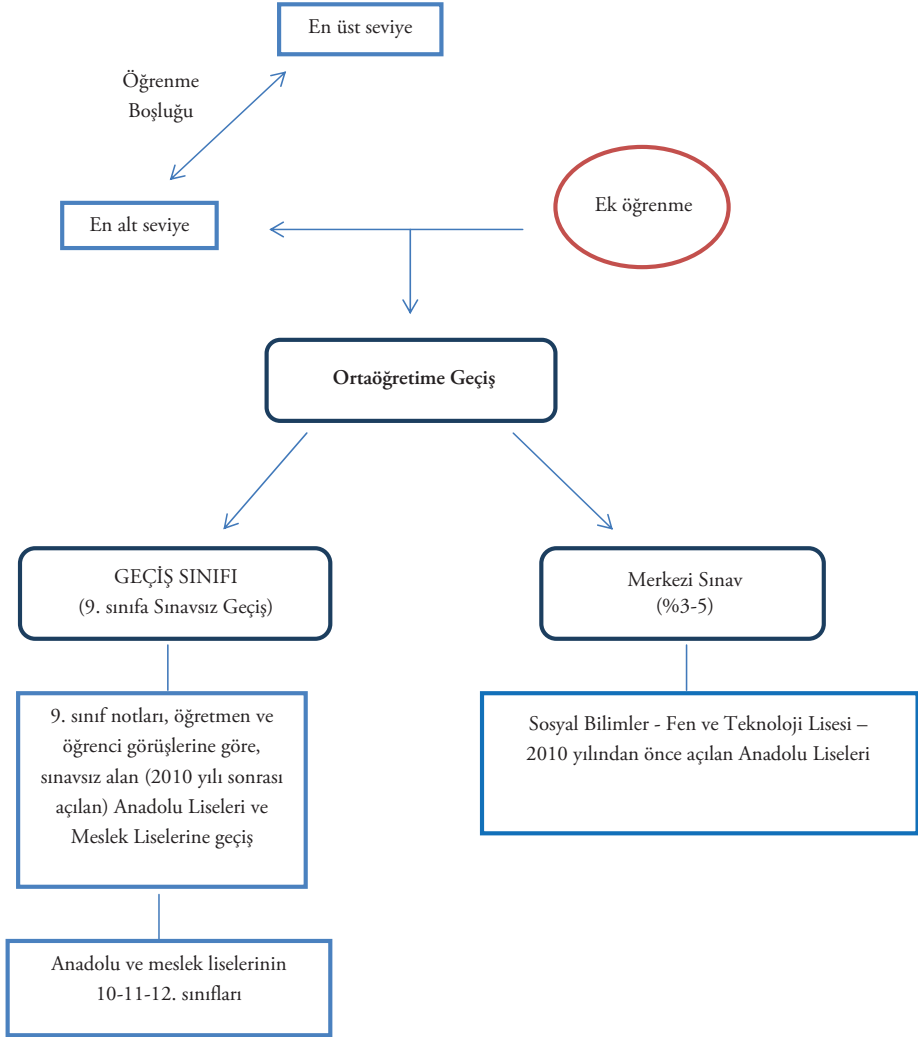 En üst seviye
Öğrenme
Boşluğu
Ek öğrenme
En alt seviye
Ortaöğretime Geçiş
GEÇİŞ SINIFI
(9. sınıfa Sınavsız Geçiş)
Merkezi Sınav
(%3-5)
9. sınıf notları, öğretmen ve
öğrenci görüşlerine göre,
sınavsız alan (2010 yılı sonrası
açılan) Anadolu Liseleri ve
Meslek Liselerine geçiş
Sosyal Bilimler - Fen ve Teknoloji Lisesi –
2010 yılından önce açılan Anadolu Liseleri
Anadolu ve meslek liselerinin
10-11-12. sınıfları